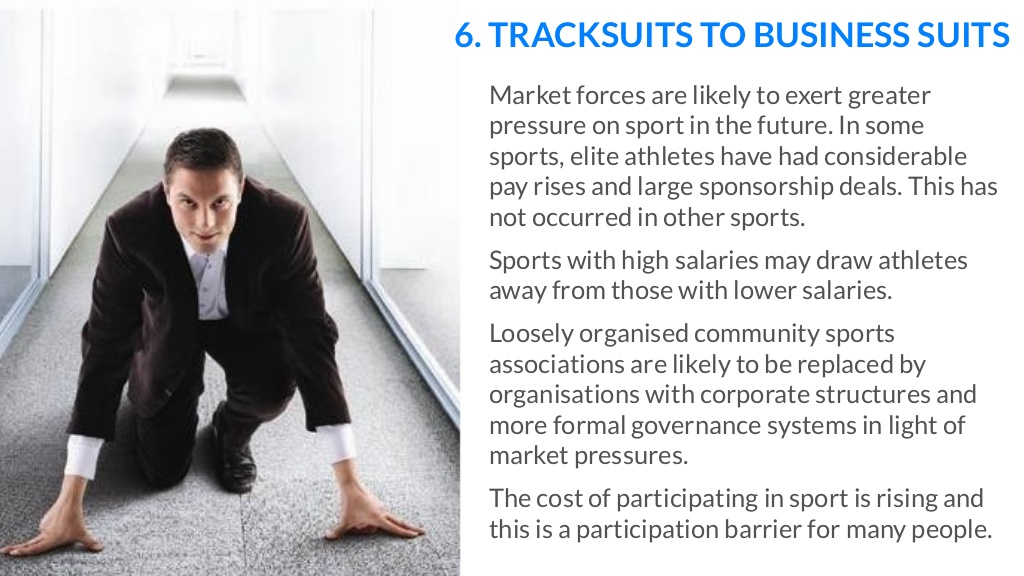 6. TRACKSUITS TO BUSINESS SUITS
Market forces are likely to exert greater
pressure on sport in the future. In some
sports, elite athletes have had considerable
pay rises and large sponsorship deals. This has
not occurred in other sports.
Sports with high salaries may draw athletes
away from those with lower salaries.
Loosely organised community sports
associations are likely to be replaced by
organisations with corporate structures and
more formal governance systems in light of
market pressures.
The cost of participating in sport is rising and
this is a participation barrier for many people.